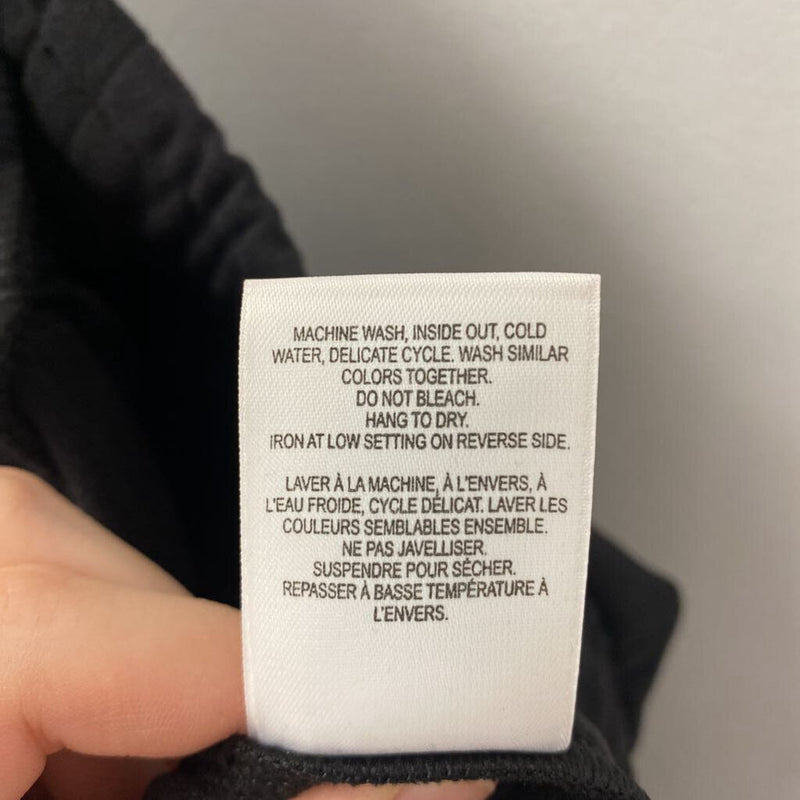 MACHINE WASH, INSIDE OUT, COLD
WATER, DELICATE CYCLE. WASH SIMILAR
COLORS TOGETHER.
DO NOT BLEACH.
HANG TO DRY.
IRON AT LOW SETTING ON REVERSE SIDE.
LAVER À LA MACHINE, À L'ENVERS, À
L'EAU FROIDE, CYCLE DÉLICAT. LAVER LES
COULEURS SEMBLABLES ENSEMBLE.
NE PAS JAVELLISER.
SUSPENDRE POUR SÉCHER.
REPASSER À BASSE TEMPÉRATURE À
L'ENVERS.